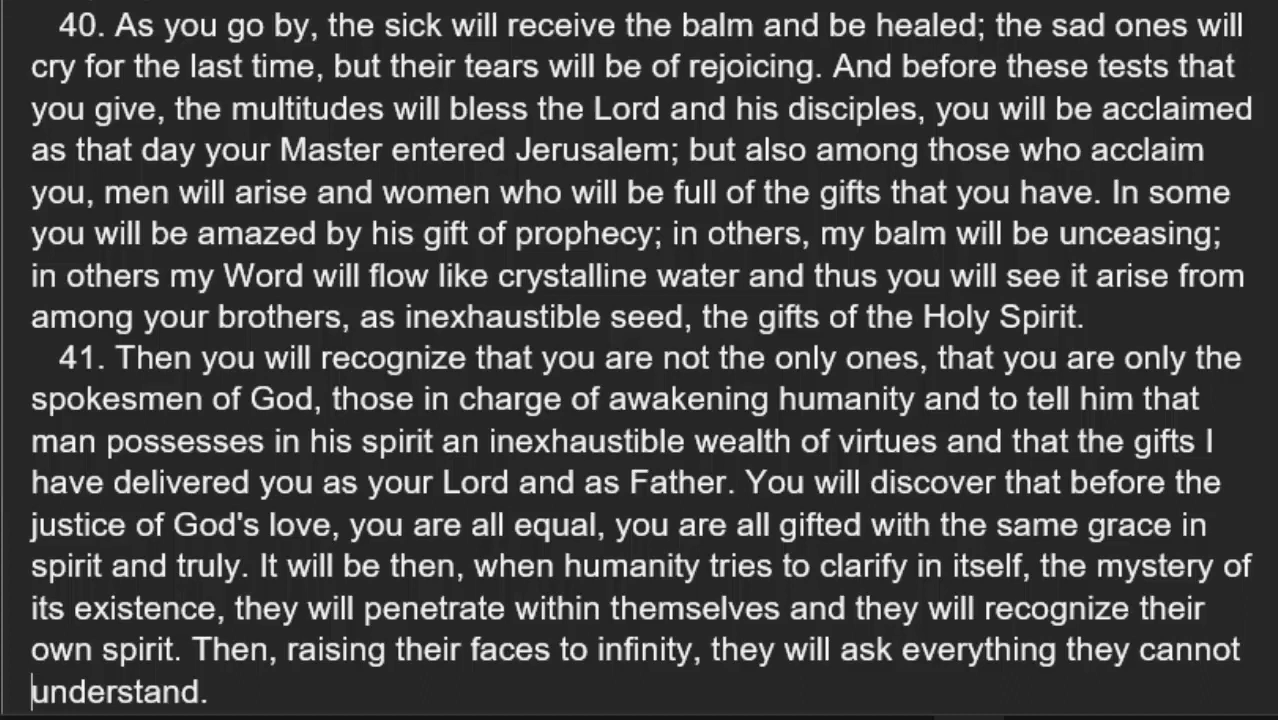 40. As you go by, the sick will receive the balm and be healed; the sad ones will
cry for the last time, but their tears will be of rejoicing. And before these tests that
you give, the multitudes will bless the Lord and his disciples, you will be acclaimed
as that day your Master entered Jerusalem; but also among those who acclaim
you, men will arise and women who will be full of the gifts that you have. In some
you will be amazed by his gift of prophecy; in others, my balm will be unceasing;
in others my Word will flow like crystalline water and thus you will see it arise from
among your brothers, as inexhaustible seed, the gifts of the Holy Spirit.
41. Then you will recognize that you are not the only ones, that you are only the
spokesmen of God, those in charge of awakening humanity and to tell him that
man possesses in his spirit an inexhaustible wealth of virtues and that the gifts I
have delivered you as your Lord and as Father. You will discover that before the
justice of God's love, you are all equal, you are all gifted with the same grace in
spirit and truly. It will be then, when humanity tries to clarify in itself, the mystery of
its existence, they will penetrate within themselves and they will recognize their
own spirit. Then, raising their faces to infinity, they will ask everything they cannot
understand.